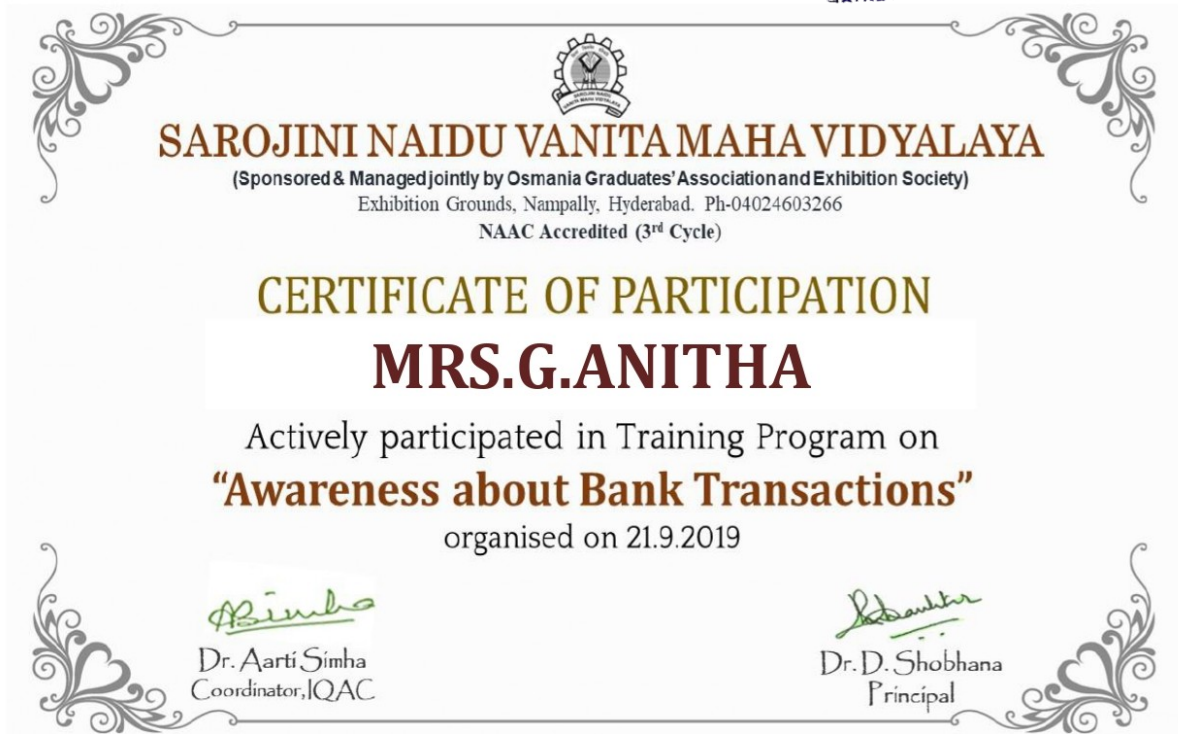 SAROJINI NAIDU VANITA MAHA VIDYALAYA
(Sponsored & Managed jointly by Osmania Graduates' Association and Exhibition Society)
Exhibition Grounds, Nampally, Hyderabad. Ph-04024603266
NAAC Accredited (3rd Cycle)
CERTIFICATE OF PARTICIPATION
MRS.G.ANITHA
Actively participated in Training Program on
“Awareness about Bank Transactions”
organised on 21.9.2019
Dr. Aarti Simha
Coordinator,IQAC
Dr. D. Shobhana
Principal